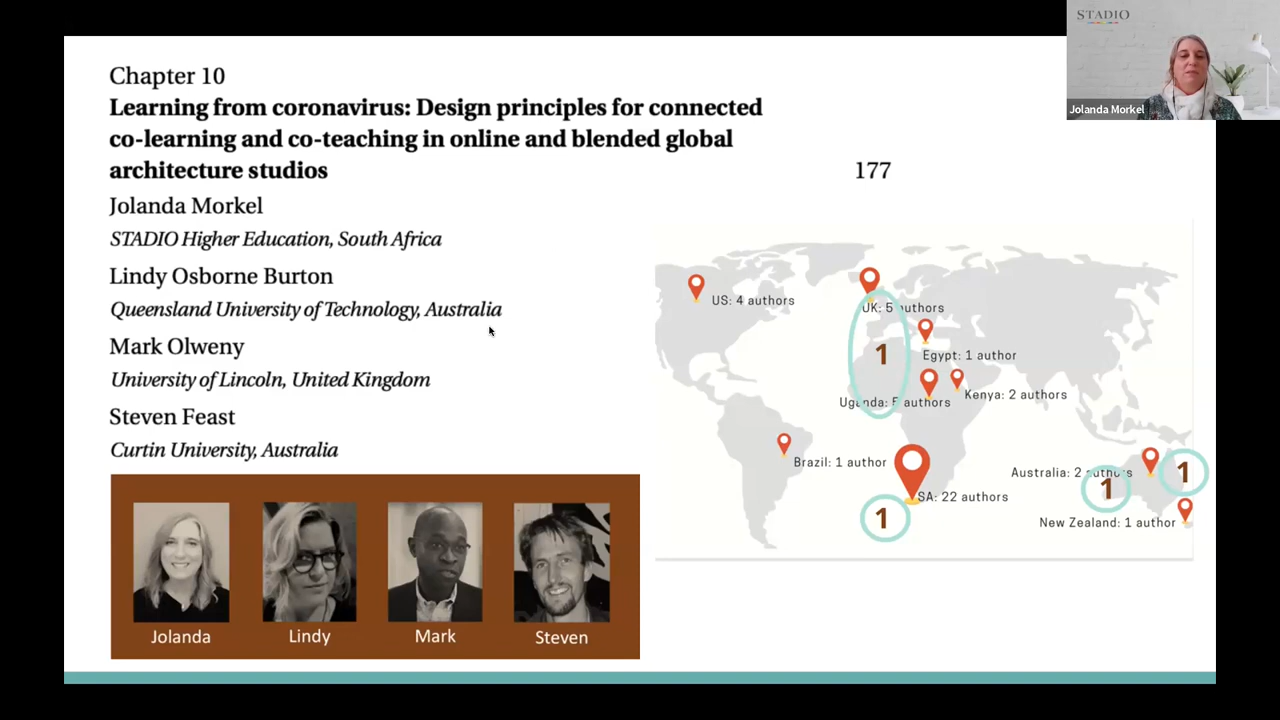 STADIO
Jolanda Morkel
Chapter 10
Learning from coronavirus: Design principles for connected
co-learning and co-teaching in online and blended global
architecture studios
177
Jolanda Morkel
STADIO Higher Education, South Africa
Lindy Osborne Burton
Queensland University of Technology, Australia
Mark Olweny
University of Lincoln, United Kingdom
Steven Feast
Curtin University, Australia
Jolanda
Lindy
Mark
Steven
US: 4 authors
UK: 5 authors
1
Egypt: 1 author
Kenya: 2 authors
Uganda: 5 authors
Brazil: 1 author
SA: 22 authors
1
Australia: 2 authors
1
1
New Zealand: 1 author